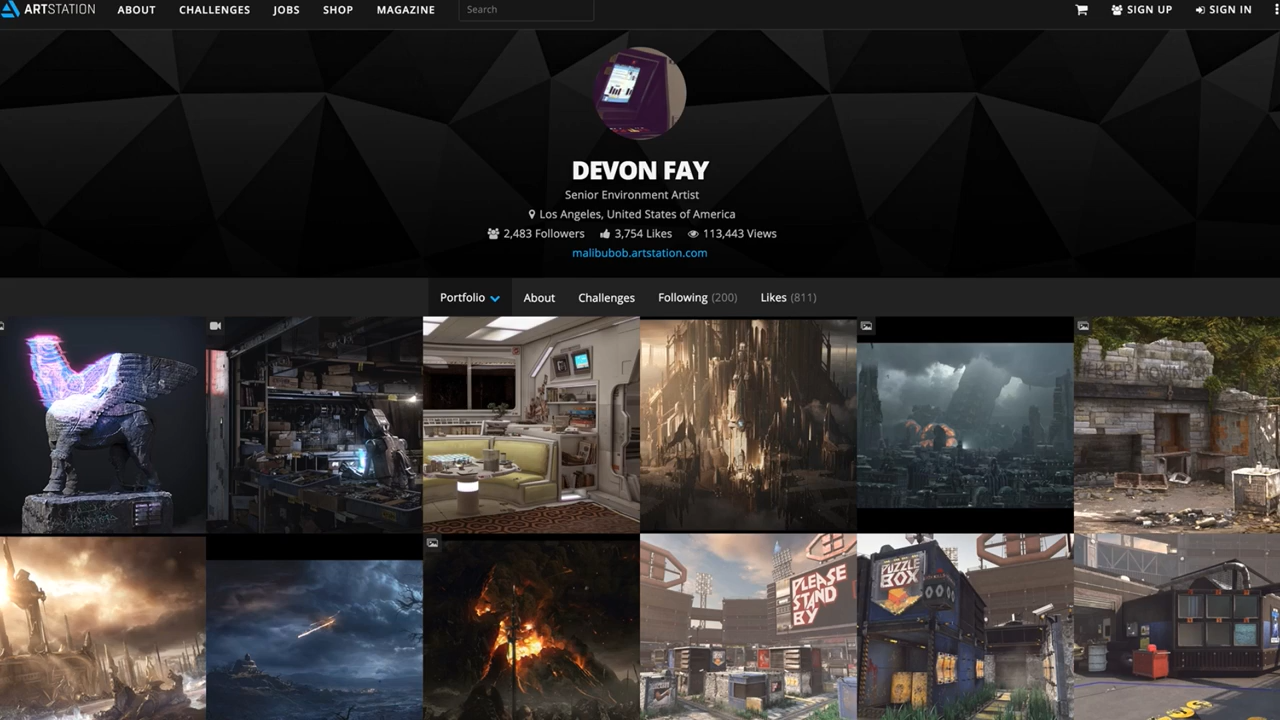 ARTSTATION ABOUT CHALLENGES JOBS SHOP MAGAZINE Search SIGN UP SIGN IN
DEVON FAY
Senior Environment Artist
Los Angeles, United States of America
2,483 Followers 3,754 Likes 113,443 Views
malibubob.artstation.com
Portfolio About Challenges Following (200) Likes (811)
KEEP HOWLON
PLEASE
STAND
BY
PUZZLE
BOX